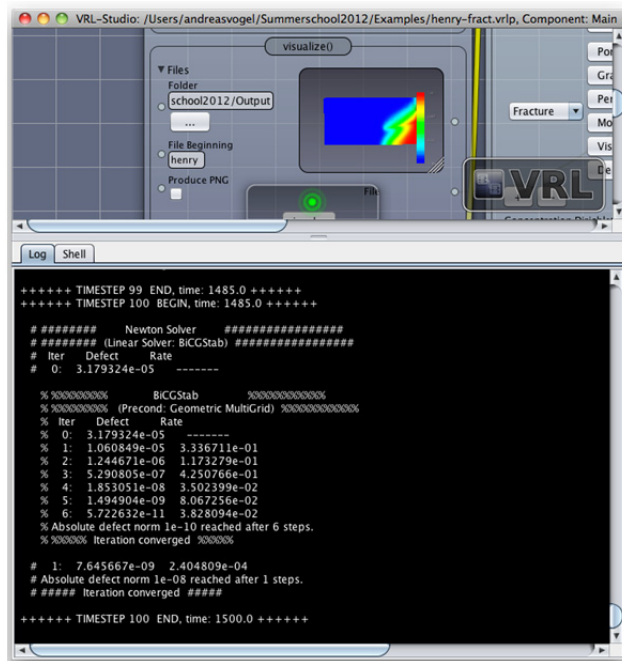 VRL-Studio: /Users/andreasvogel/Summerschool2012/Examples/henry-fract.vrlp, Component: Main
visualize()
▼ Files
Folder
school2012/Output
...
File Beginning
henry
Produce PNG
File
Fracture
Vis
VRL
Log Shell
++++++ TIMESTEP 99 END, time: 1485.0 ++++++
++++++ TIMESTEP 100 BEGIN, time: 1485.0 ++++++
# ######## Newton Solver #################
# ######## (Linear Solver: BiCGStab) #################
# Iter Defect Rate
# 0: 3.179324e-05 -------
% %%%%%%%% BiCGStab %%%%%%%%%%%
% %%%%%%%% (Precond: Geometric MultiGrid) %%%%%%%%%%%
% Iter Defect Rate
% 0: 3.179324e-05 -------
% 1: 1.060849e-05 3.336711e-01
% 2: 1.244671e-06 1.173279e-01
% 3: 5.290805e-07 4.250766e-01
% 4: 1.853051e-08 3.502399e-02
% 5: 1.494904e-09 8.067256e-02
% 6: 5.722632e-11 3.828094e-02
% Absolute defect norm 1e-10 reached after 6 steps.
% %%%%% Iteration converged %%%%%
# 1: 7.645667e-09 2.404809e-04
# Absolute defect norm 1e-08 reached after 1 steps.
# ##### Iteration converged #####
++++++ TIMESTEP 100 END, time: 1500.0 ++++++